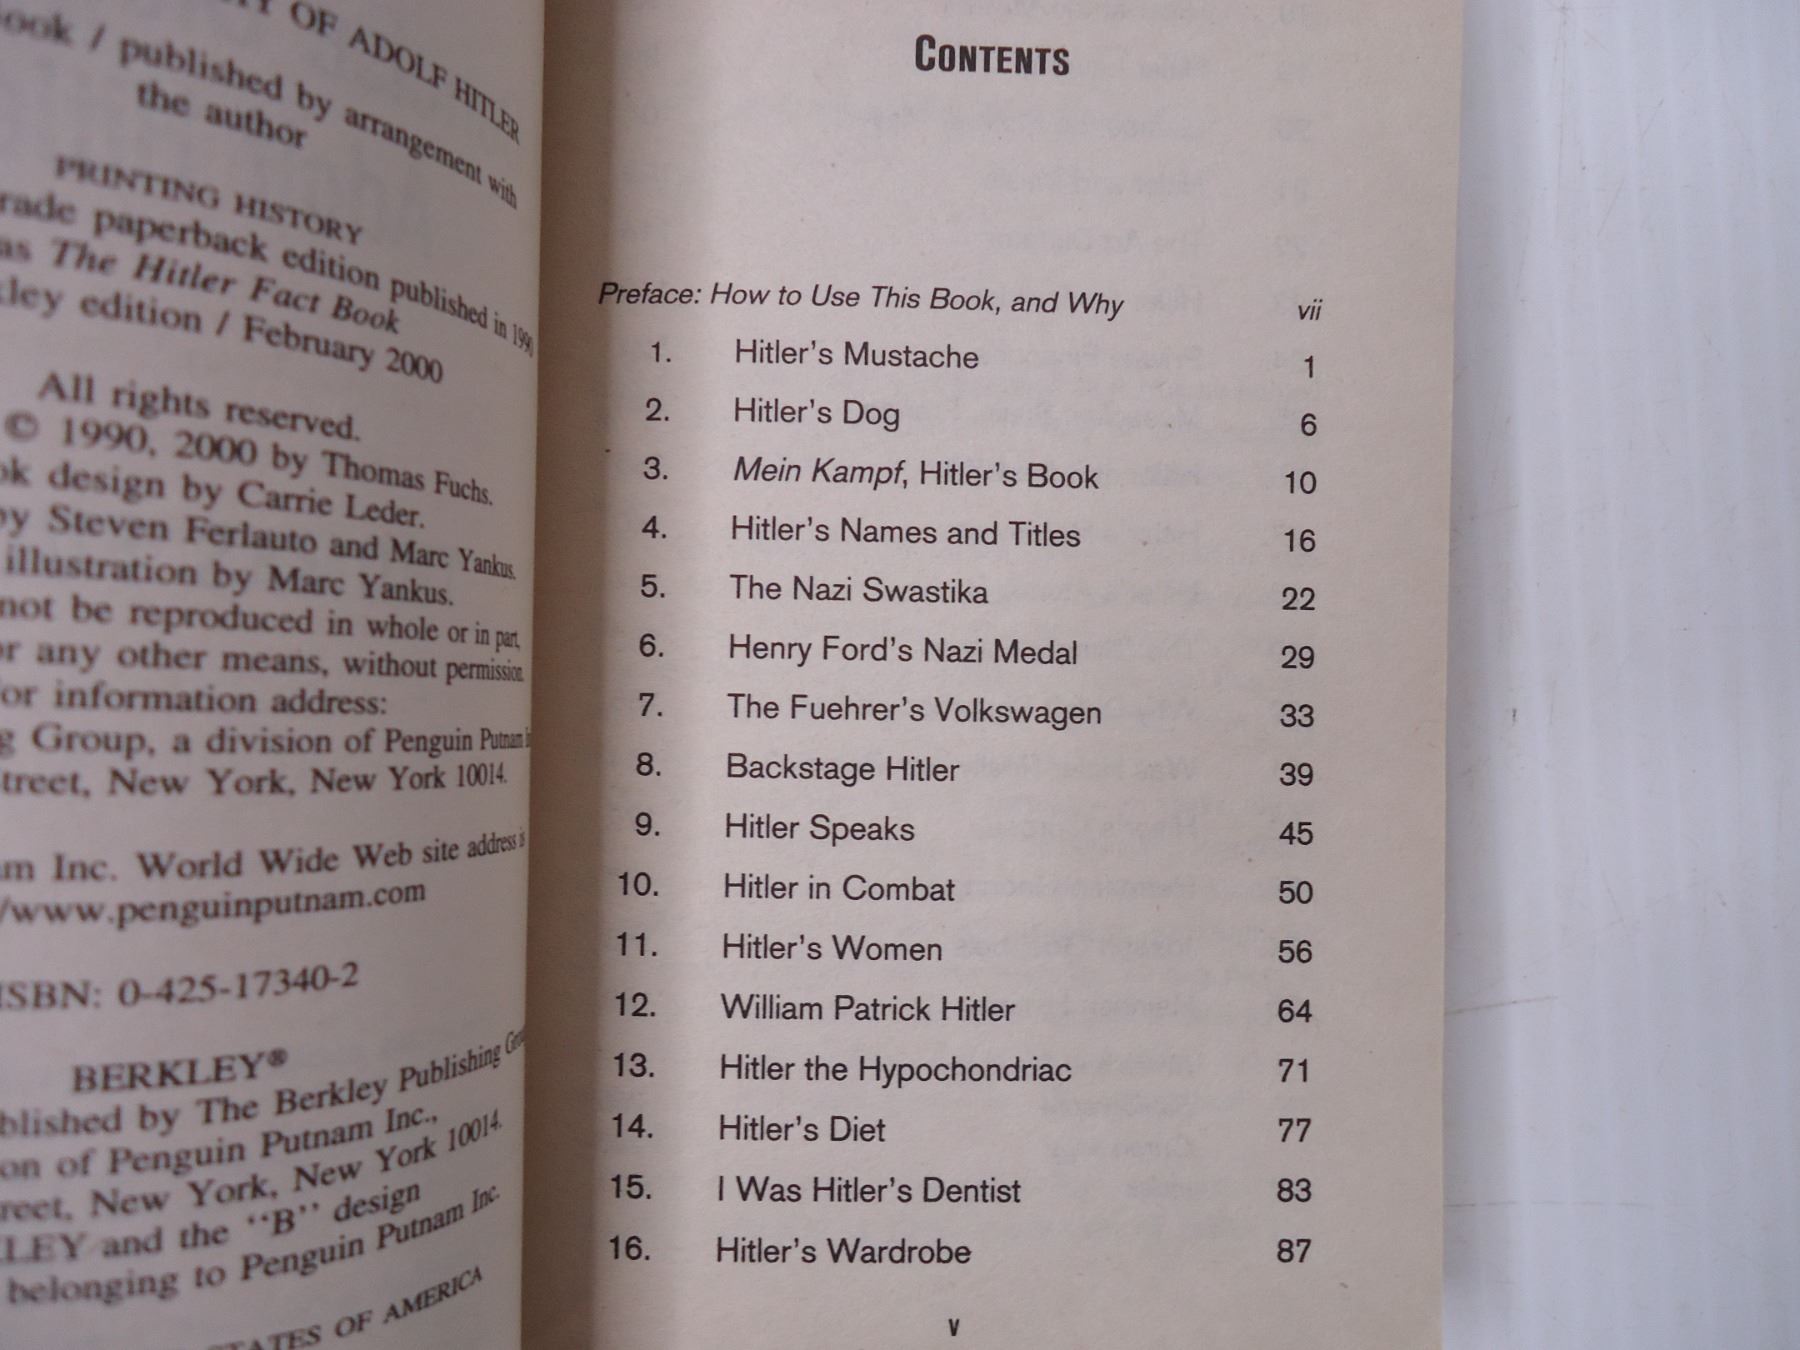 OF ADOLF HITLER
/ published by arrangement with
the author
PRINTING HISTORY
paperback edition published in 1990
as The Hitler Fact Book
edition / February 2000
All rights reserved.
© 1990, 2000 by Thomas Fuchs.
design by Carrie Leder.
by Steven Ferlauto and Marc Yankus.
illustration by Marc Yankus.
not be reproduced in whole or in part,
or any other means, without permission.
For information address:
Group, a division of Penguin Putnam
Street, New York, New York 10014.
Inc. World Wide Web site address is
/www.penguinputnam.com
ISBN: 0-425-17340-2
BERKLEY®
published by The Berkley Publishing
of Penguin Putnam Inc.,
New York, New York 10014.
and the "B" design
belonging to Penguin Putnam Inc.
STATES OF AMERICA
CONTENTS
Preface: How to Use This Book, and Why vii
1. Hitler's Mustache 1
2. Hitler's Dog 6
3. Mein Kampf, Hitler's Book 10
4. Hitler's Names and Titles 16
5. The Nazi Swastika 22
6. Henry Ford's Nazi Medal 29
7. The Fuehrer's Volkswagen 33
8. Backstage Hitler 39
9. Hitler Speaks 45
10. Hitler in Combat 50
11. Hitler's Women 56
12. William Patrick Hitler 64
13. Hitler the Hypochondriac 71
14. Hitler's Diet 77
15. I Was Hitler's Dentist 83
16. Hitler's Wardrobe 87
v